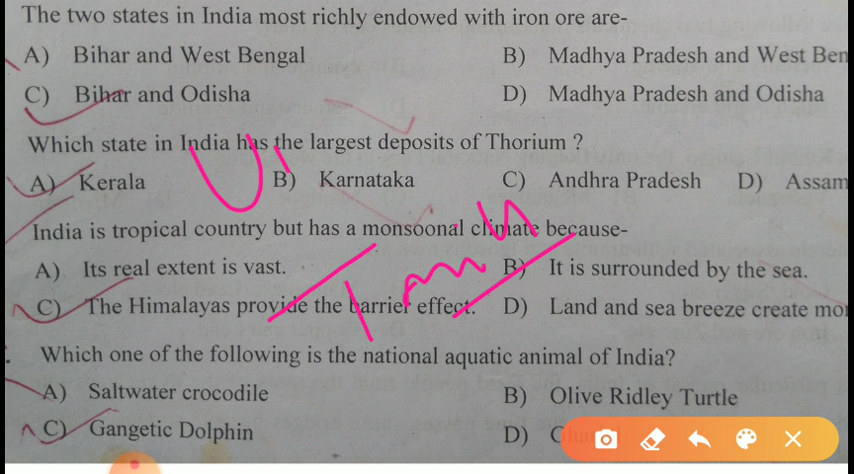 The two states in India most richly endowed with iron ore are-
A) Bihar and West Bengal B) Madhya Pradesh and West Ben
C) Bihar and Odisha D) Madhya Pradesh and Odisha
Which state in India has the largest deposits of Thorium ?
A) Kerala B) Karnataka C) Andhra Pradesh D) Assam
India is tropical country but has a monsoonal climate because-
A) Its real extent is vast. B) It is surrounded by the sea.
C) The Himalayas provide the barrier effect. D) Land and sea breeze create mo
Which one of the following is the national aquatic animal of India?
A) Saltwater crocodile B) Olive Ridley Turtle
C) Gangetic Dolphin D)